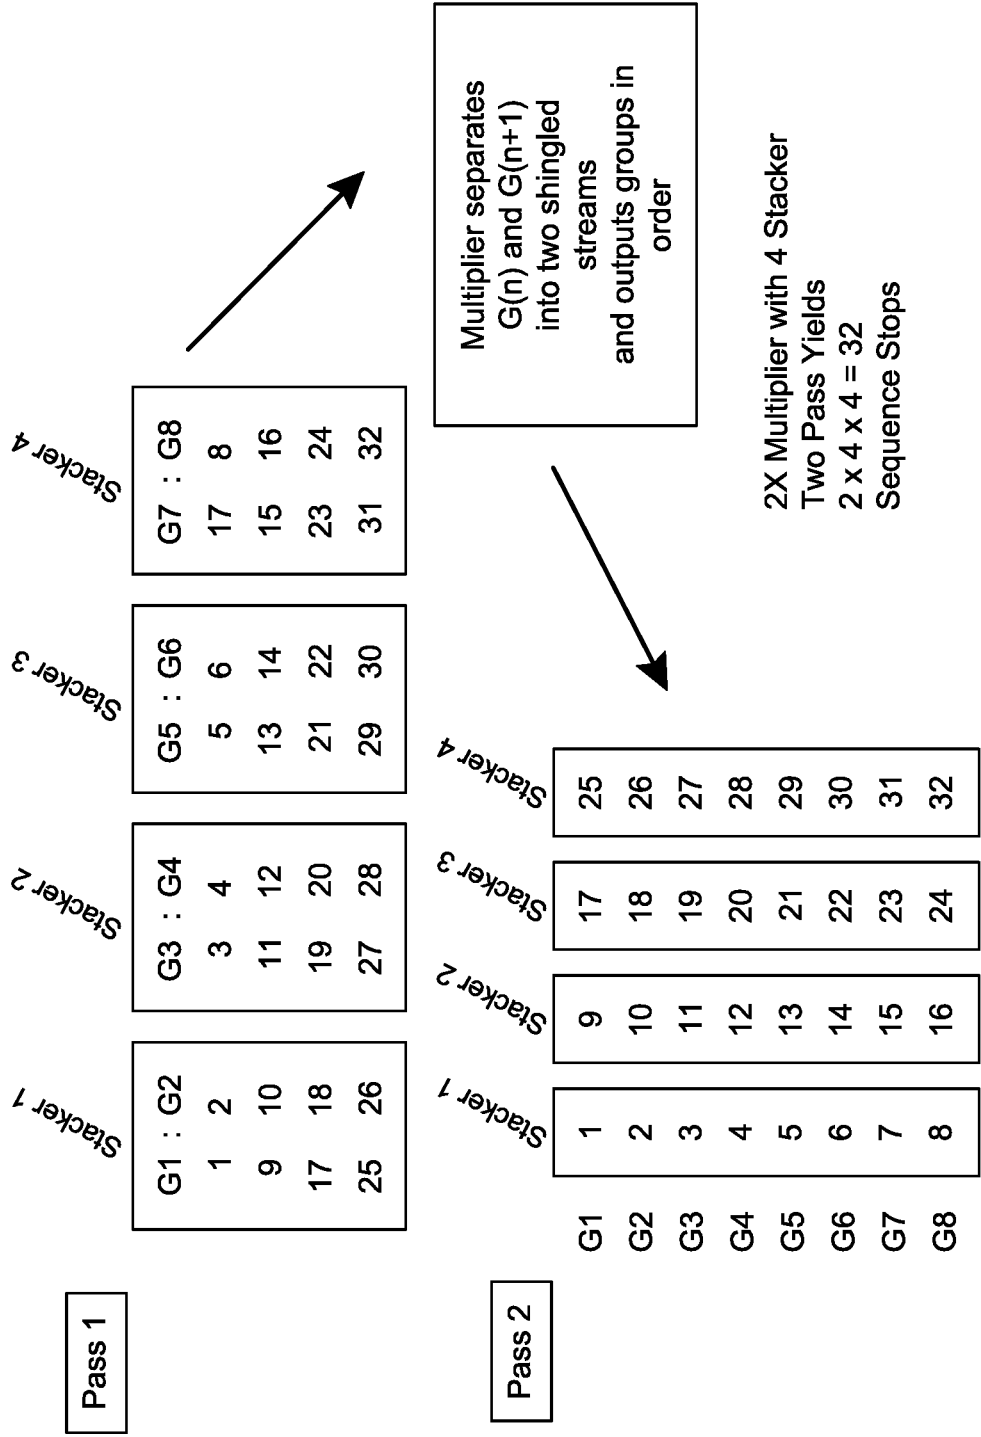 Pass 1
Stacker 1
Stacker 2
Stacker 3
Stacker 4
G1 : G2
1 2
9 10
17 18
25 26
G3 : G4
3 4
11 12
19 20
27 28
G5 : G6
5 6
13 14
21 22
29 30
G7 : G8
17 8
15 16
23 24
31 32
Multiplier separates
G(n) and G(n+1)
into two shingled
streams
and outputs groups in
order
Pass 2
Stacker 1
Stacker 2
Stacker 3
Stacker 4
G1 1 9 17 25
G2 2 10 18 26
G3 3 11 19 27
G4 4 12 20 28
G5 5 13 21 29
G6 6 14 22 30
G7 7 15 23 31
G8 8 16 24 32
2X Multiplier with 4 Stacker
Two Pass Yields
2 x 4 x 4 = 32
Sequence Stops